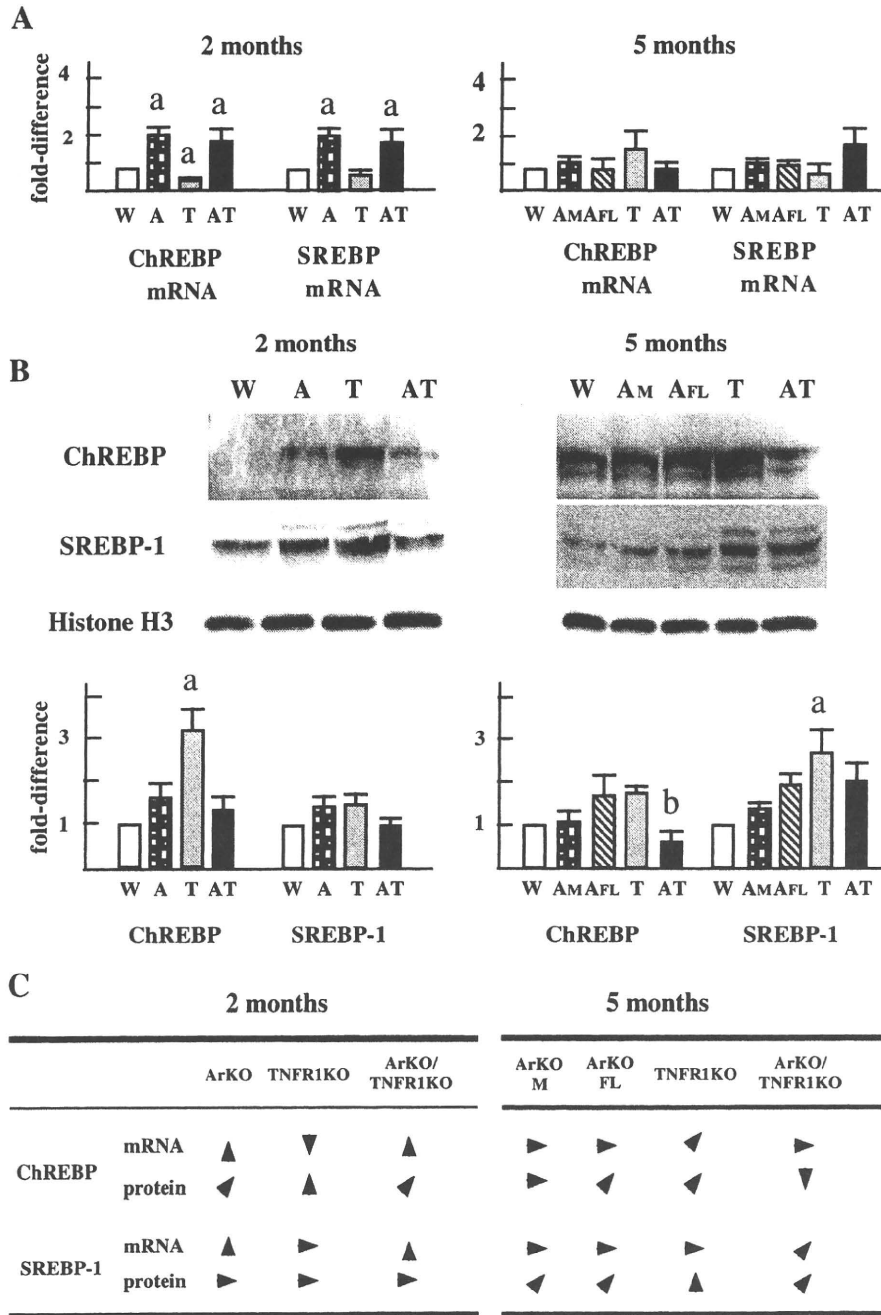 A
2 months 5 months
fold-difference
4 4
2 2
a a a a a
W A T AT W A T AT W AM AFL T AT W AM AFL T AT
ChREBP SREBP ChREBP SREBP
mRNA mRNA mRNA mRNA
B
2 months 5 months
W A T AT W AM AFL T AT
ChREBP
SREBP-1
Histone H3
fold-difference
a a
3 3
b
1 1
W A T AT W A T AT W AM AFL T AT W AM AFL T AT
ChREBP SREBP-1 ChREBP SREBP-1
C
2 months 5 months
ArKO TNFR1KO ArKO/ TNFR1KO ArKO M ArKO FL TNFR1KO ArKO/ TNFR1KO
ChREBP mRNA
protein
SREBP-1 mRNA
protein